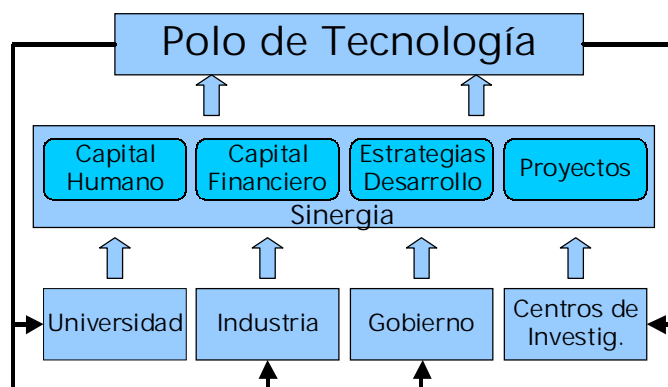 Polo de Tecnología
Capital
Humano
Capital
Financiero
Estrategias
Desarrollo
Proyectos
Sinergia
Universidad
Industria
Gobierno
Centros de
Investig.